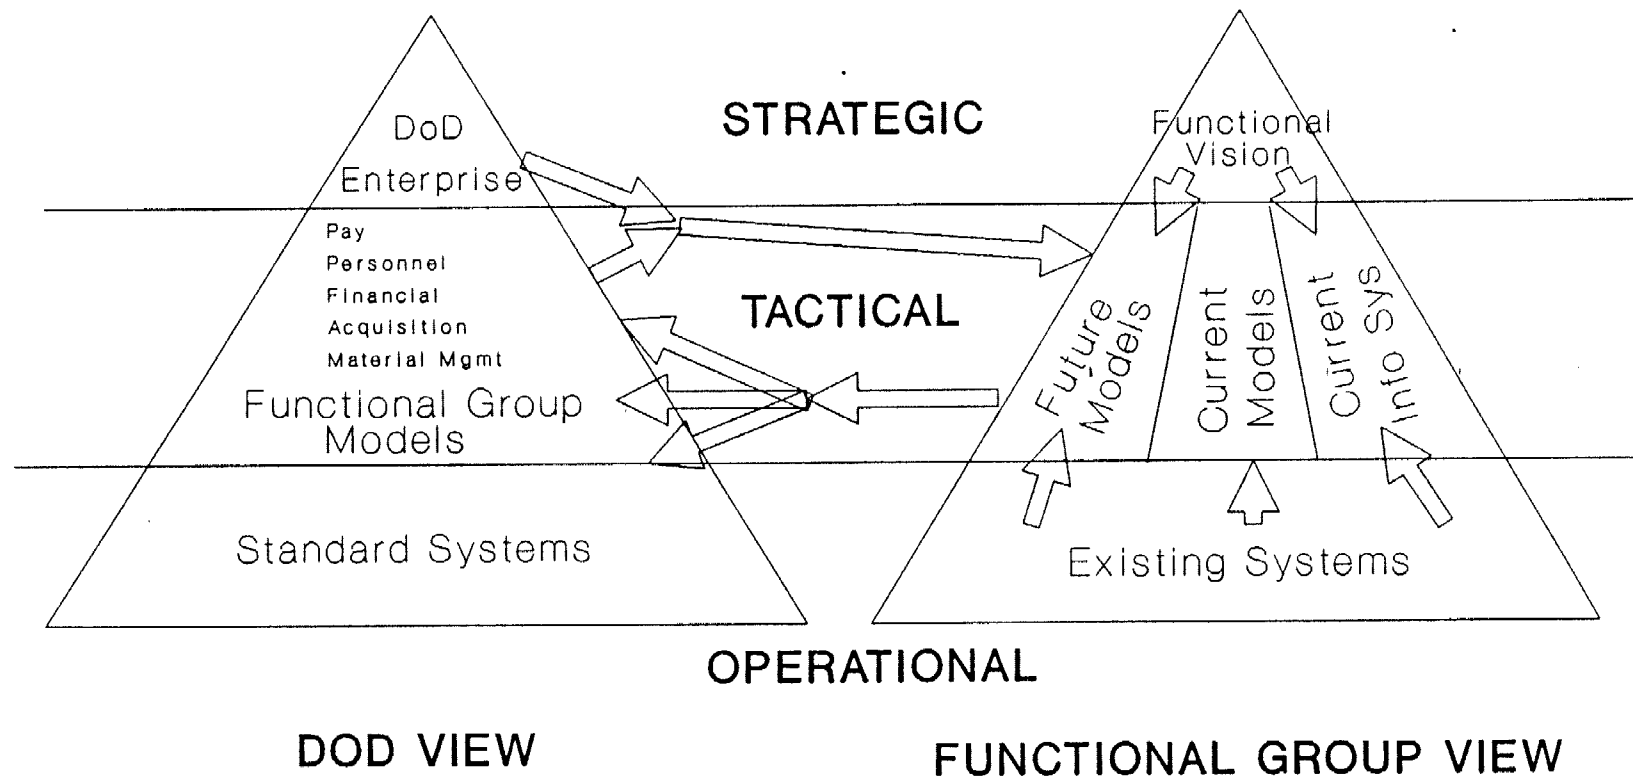 STRATEGIC
DoD
Enterprise
Functional
Vision
Pay
Personnel
Financial
Acquisition
Material Mgmt
Functional Group
Models
TACTICAL
Future
Models
Current
Models
Current
Info Sys
Standard Systems
Existing Systems
OPERATIONAL
DOD VIEW
FUNCTIONAL GROUP VIEW